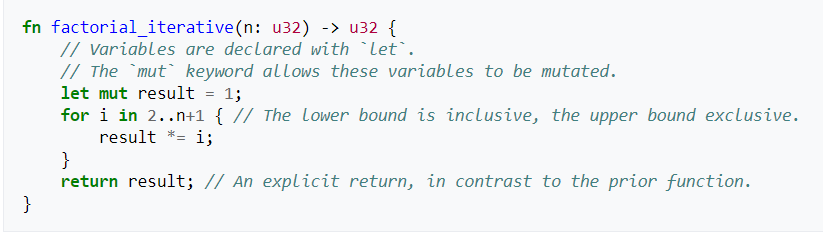 fn factorial_iterative(n: u32) -> u32 {
    // Variables are declared with `let`.
    // The `mut` keyword allows these variables to be mutated.
    let mut result = 1;
    for i in 2..n+1 { // The lower bound is inclusive, the upper bound exclusive.
        result *= i;
    }
    return result; // An explicit return, in contrast to the prior function.
}